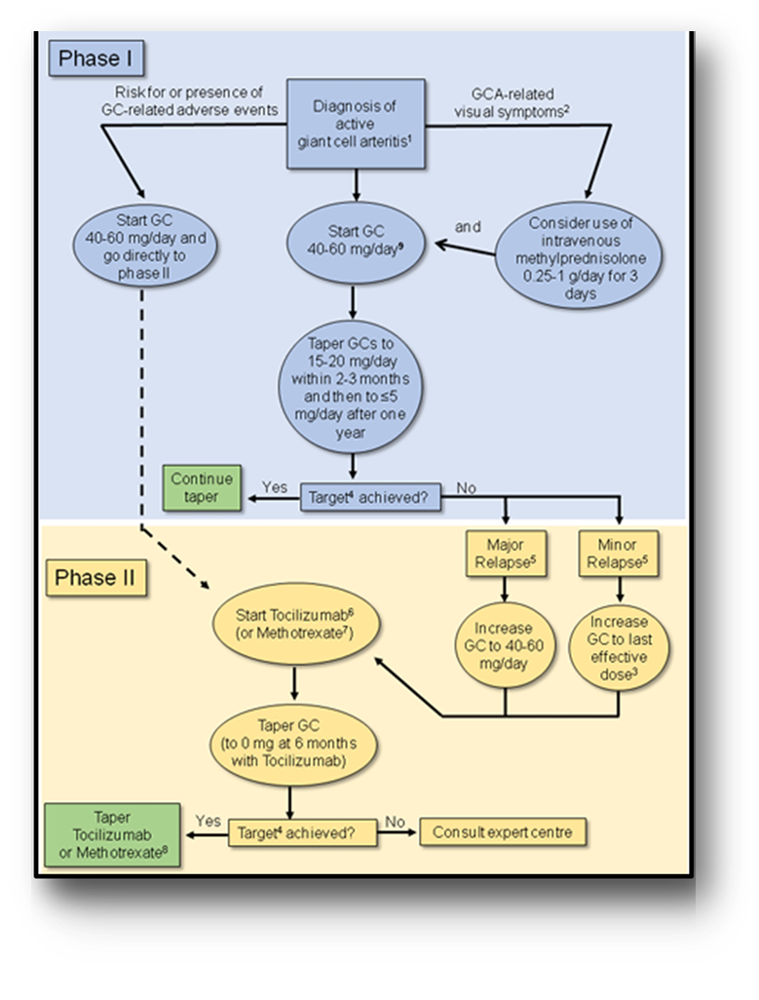 Phase I
Risk for or presence of
GC-related adverse events
Diagnosis of
active
giant cell arteritis¹
GCA-related
visual symptoms²
Start GC
40-60 mg/day and
go directly to
phase II
Start GC
40-60 mg/day⁹
and
Consider use of
intravenous
methylprednisolone
0.25-1 g/day for 3
days
Taper GCs to
15-20 mg/day
within 2-3 months
and then to ≤5
mg/day after one
year
Continue
taper
Yes
Target⁴ achieved?
No
Major
Relapse⁵
Minor
Relapse⁵
Phase II
Start Tocilizumab⁶
(or Methotrexate⁷)
Increase
GC to 40-60
mg/day
Increase
GC to last
effective
dose³
Taper GC
(to 0 mg at 6 months
with Tocilizumab)
Taper
Tocilizumab
or Methotrexate⁸
Yes
Target⁴ achieved?
No
Consult expert centre